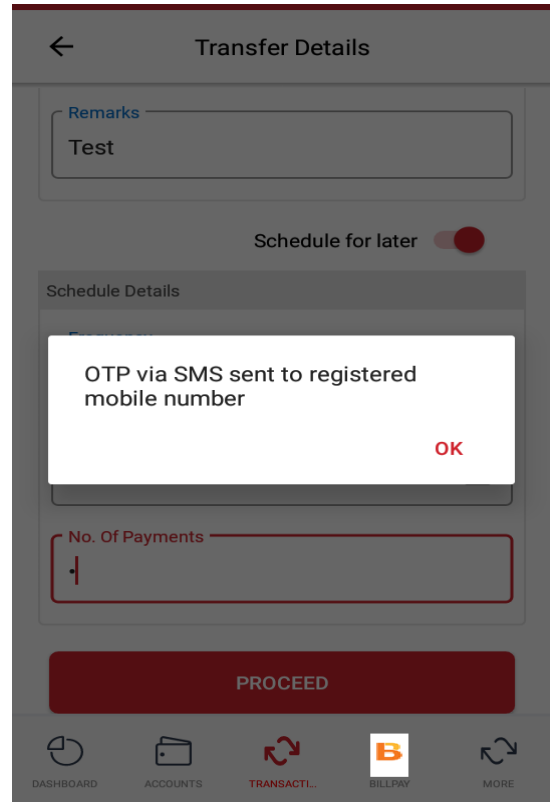 Transfer Details
Remarks
Test
Schedule for later
Schedule Details
Frequency
OTP via SMS sent to registered
mobile number
OK
No. Of Payments
.
PROCEED
B
DASHBOARD
ACCOUNTS
TRANSACTI...
BILLPAY
MORE